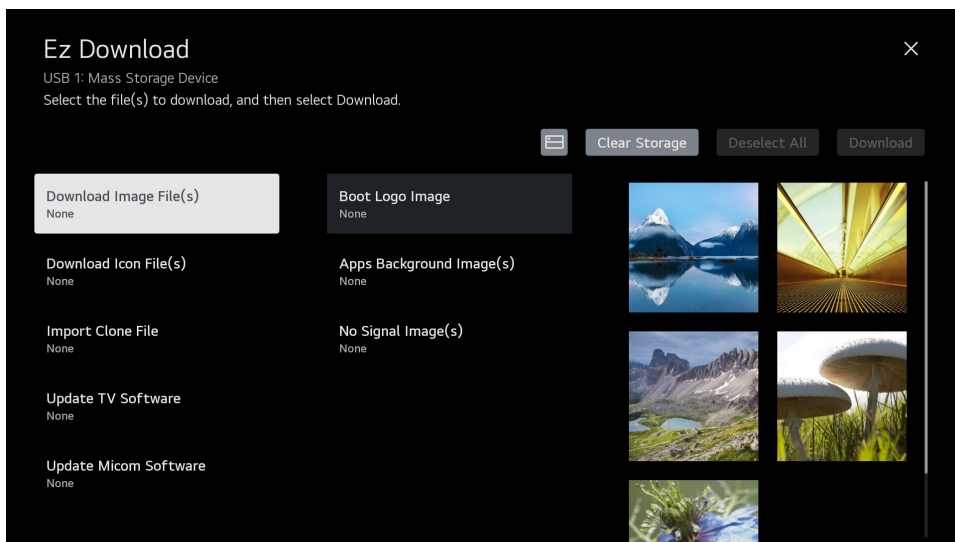 Ez Download
USB 1: Mass Storage Device
Select the file(s) to download, and then select Download.
Clear Storage
Deselect All
Download
Download Image File(s)
None
Download Icon File(s)
None
Import Clone File
None
Update TV Software
None
Update Micom Software
None
Boot Logo Image
None
Apps Background Image(s)
None
No Signal Image(s)
None